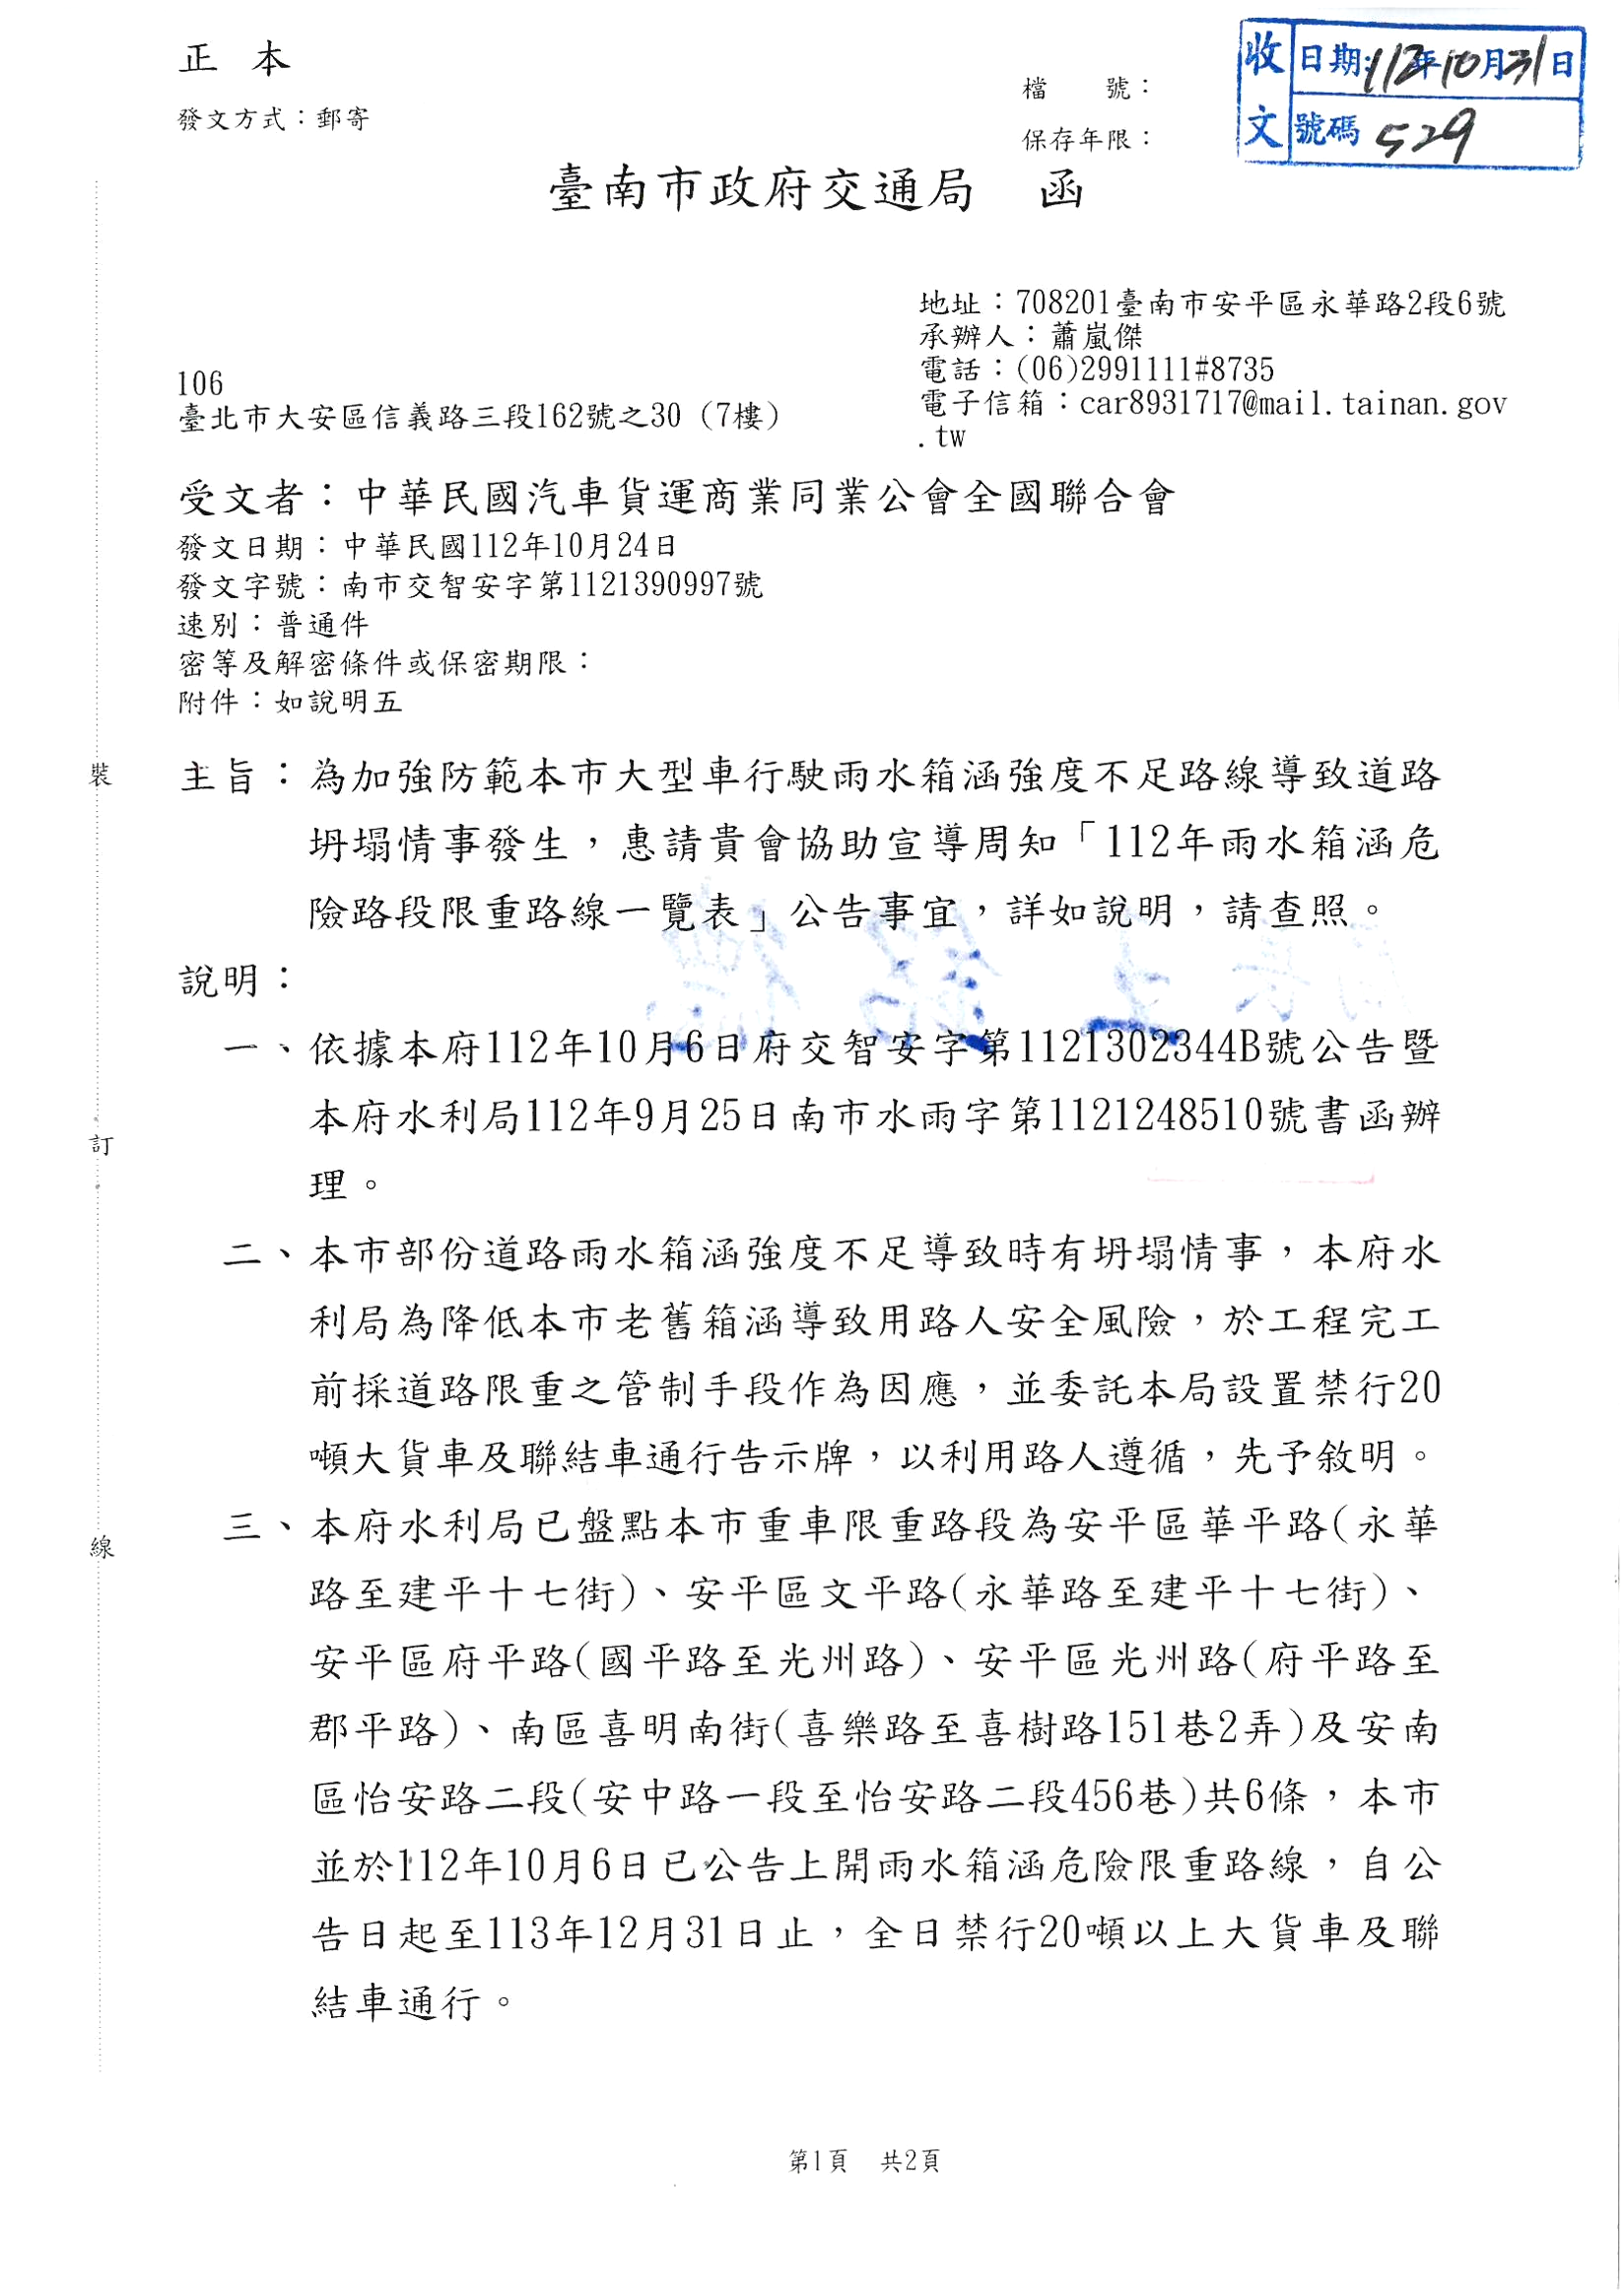 正本
發文方式：郵寄
檔　　號：
保存年限：
收文
日期：112年10月31日
號碼 529
臺南市政府交通局　函
地址：708201臺南市安平區永華路2段6號
承辦人：蕭嵐傑
電話：(06)2991111#8735
電子信箱：car8931717@mail.tainan.gov
.tw
106
臺北市大安區信義路三段162號之30（7樓）
受文者：中華民國汽車貨運商業同業公會全國聯合會
發文日期：中華民國112年10月24日
發文字號：南市交智安字第1121390997號
速別：普通件
密等及解密條件或保密期限：
附件：如說明五
主旨：為加強防範本市大型車行駛雨水箱涵強度不足路線導致道路
坍塌情事發生，惠請貴會協助宣導周知「112年雨水箱涵危
險路段限重路線一覽表」公告事宜，詳如說明，請查照。
說明：
一、依據本府112年10月6日府交智安字第1121302344B號公告暨
本府水利局112年9月25日南市水雨字第1121248510號書函辦
理。
二、本市部份道路雨水箱涵強度不足導致時有坍塌情事，本府水
利局為降低本市老舊箱涵導致用路人安全風險，於工程完工
前採道路限重之管制手段作為因應，並委託本局設置禁行20
噸大貨車及聯結車通行告示牌，以利用路人遵循，先予敘明。
三、本府水利局已盤點本市重車限重路段為安平區華平路(永華
路至建平十七街)、安平區文平路(永華路至建平十七街)、
安平區府平路(國平路至光州路)、安平區光州路(府平路至
郡平路)、南區喜明南街(喜樂路至喜樹路151巷2弄)及安南
區怡安路二段(安中路一段至怡安路二段456巷)共6條，本市
並於112年10月6日已公告上開雨水箱涵危險限重路線，自公
告日起至113年12月31日止，全日禁行20噸以上大貨車及聯
結車通行。
裝
訂
線
第1頁　共2頁